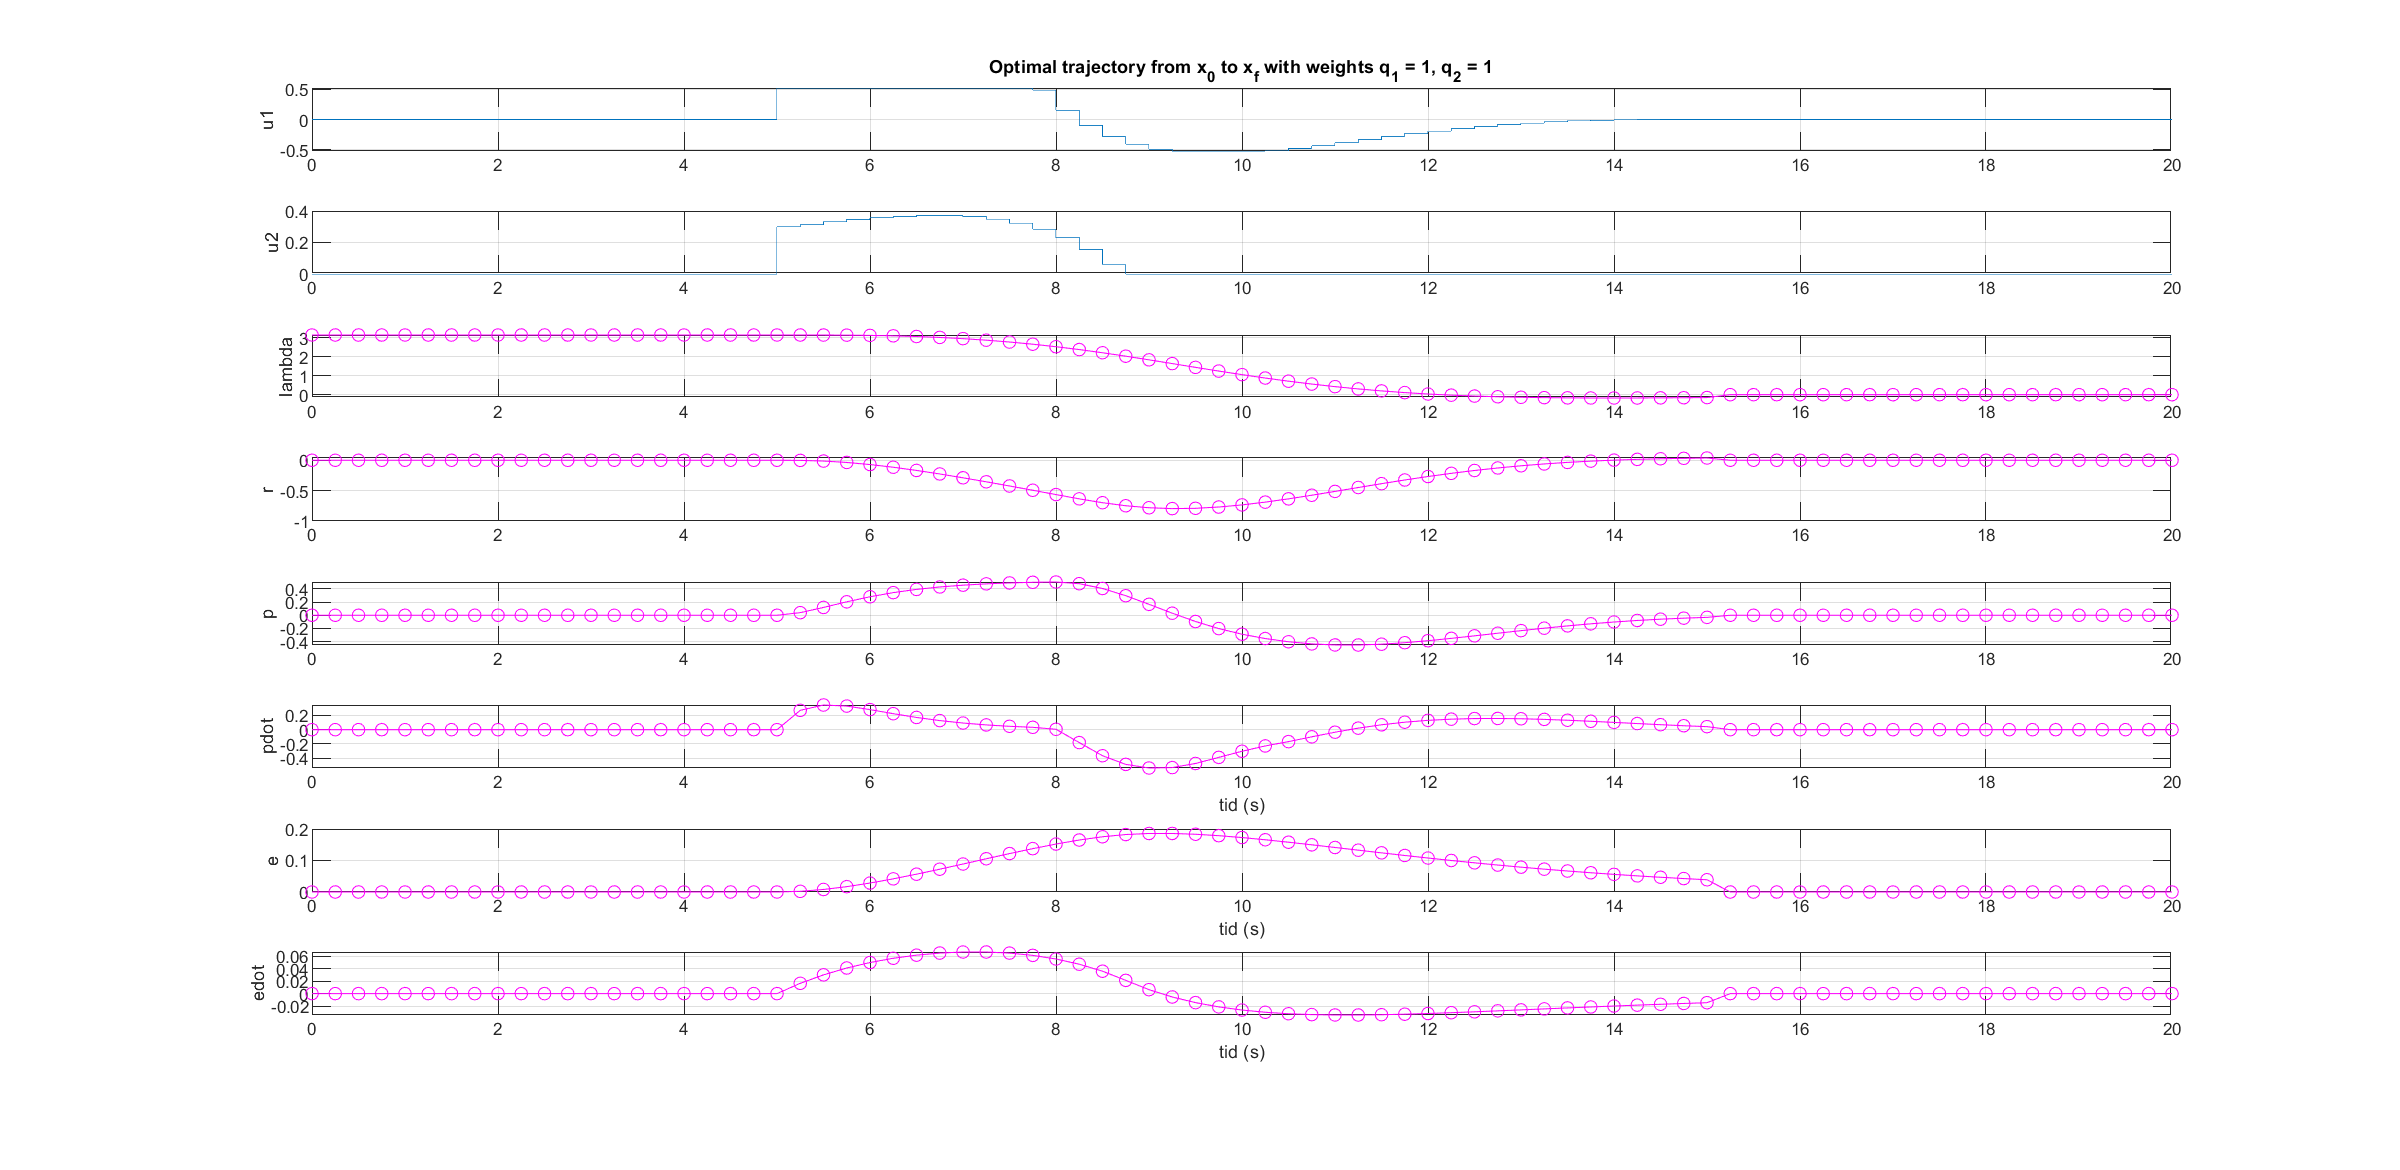 Optimal trajectory from x0 to xf with weights q1 = 1, q2 = 1
u1
0.5
0
-0.5
0 2 4 6 8 10 12 14 16 18 20
u2
0.4
0.2
0
0 2 4 6 8 10 12 14 16 18 20
lambda
3
2
1
0
0 2 4 6 8 10 12 14 16 18 20
r
0
-0.5
-1
0 2 4 6 8 10 12 14 16 18 20
p
0.4
0.2
0
-0.2
-0.4
0 2 4 6 8 10 12 14 16 18 20
pdot
0.2
0
-0.2
-0.4
0 2 4 6 8 10 12 14 16 18 20
tid (s)
e
0.2
0.1
0
0 2 4 6 8 10 12 14 16 18 20
tid (s)
edot
0.06
0.04
0.02
0
-0.02
0 2 4 6 8 10 12 14 16 18 20
tid (s)